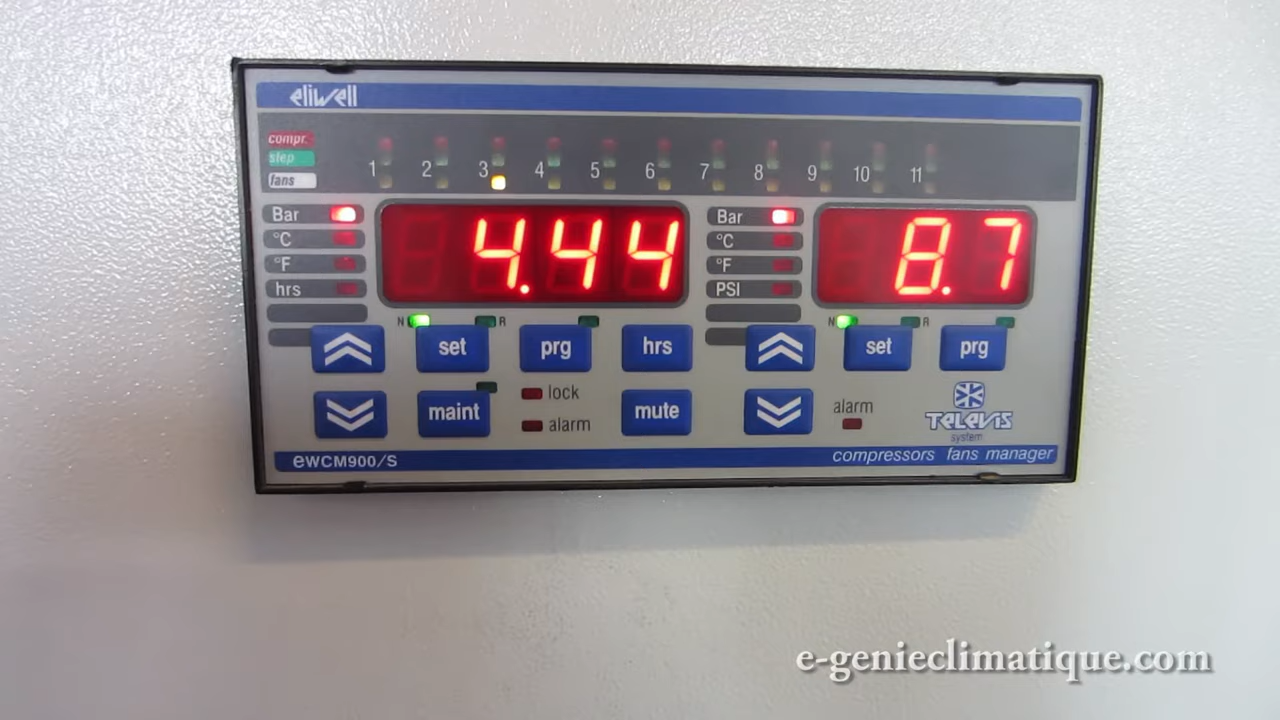 eliwell
compr.
step
fans
1 2 3 4 5 6 7 8 9 10 11
Bar
°C
°F
hrs
4.44
Bar
°C
°F
PSI
8.7
N R
set prg hrs
N R
set prg
maint
lock
alarm
mute
alarm
TELEVIS
system
eWCM900/S
compressors fans manager
e-genieclimatique.com